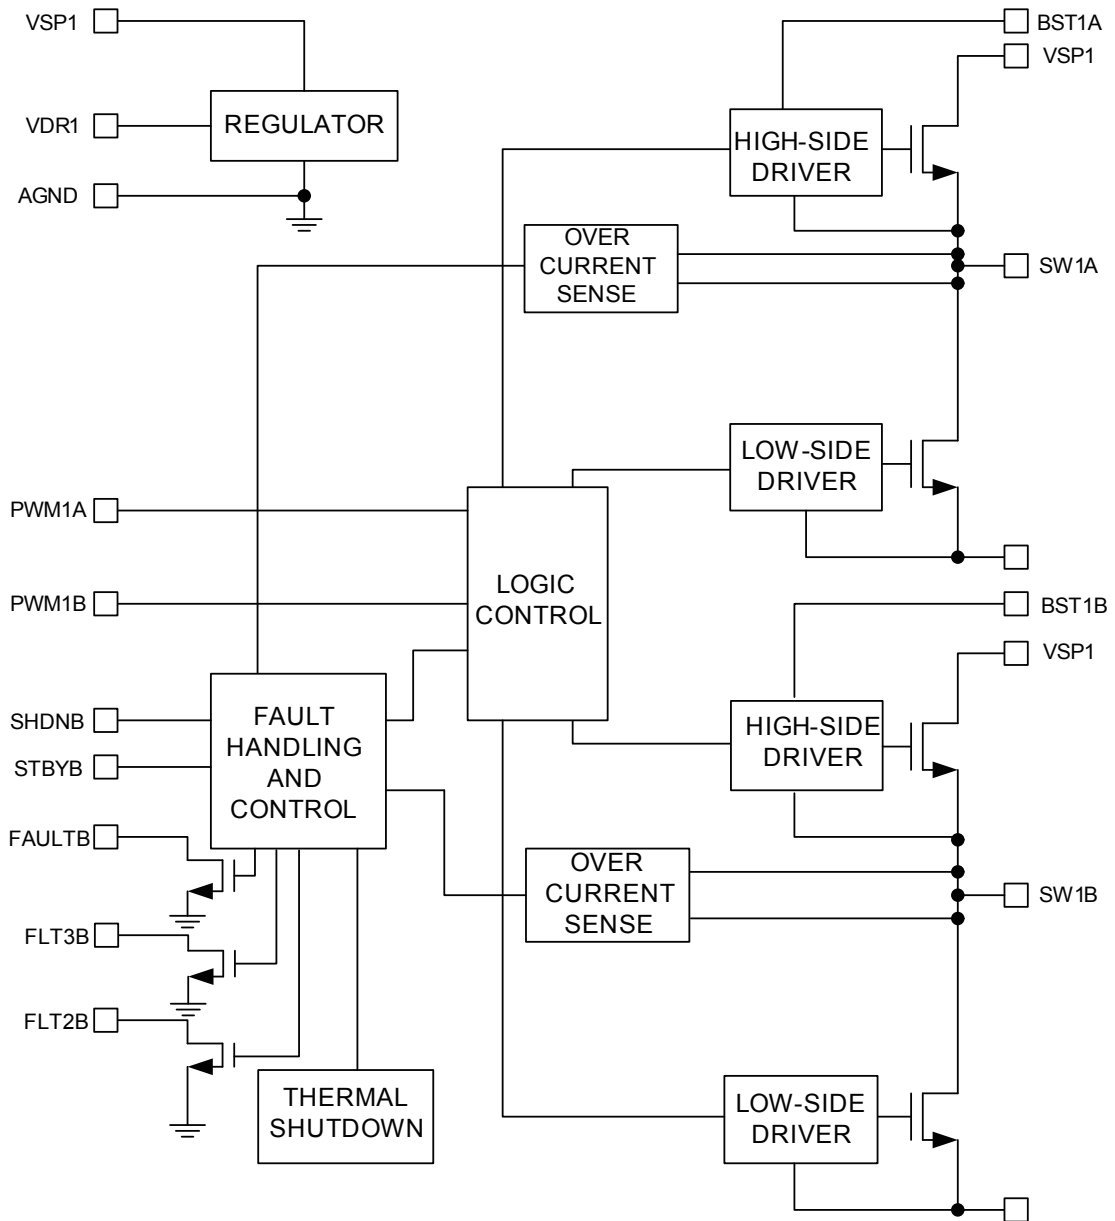 VSP1
BST1A
VSP1
VDR1
REGULATOR
HIGH-SIDE
DRIVER
AGND
OVER
CURRENT
SENSE
SW1A
LOW-SIDE
DRIVER
PWM1A
LOGIC
CONTROL
PWM1B
BST1B
VSP1
SHDNB
FAULT
HANDLING
AND
CONTROL
HIGH-SIDE
DRIVER
STBYB
FAULTB
OVER
CURRENT
SENSE
SW1B
FLT3B
FLT2B
THERMAL
SHUTDOWN
LOW-SIDE
DRIVER